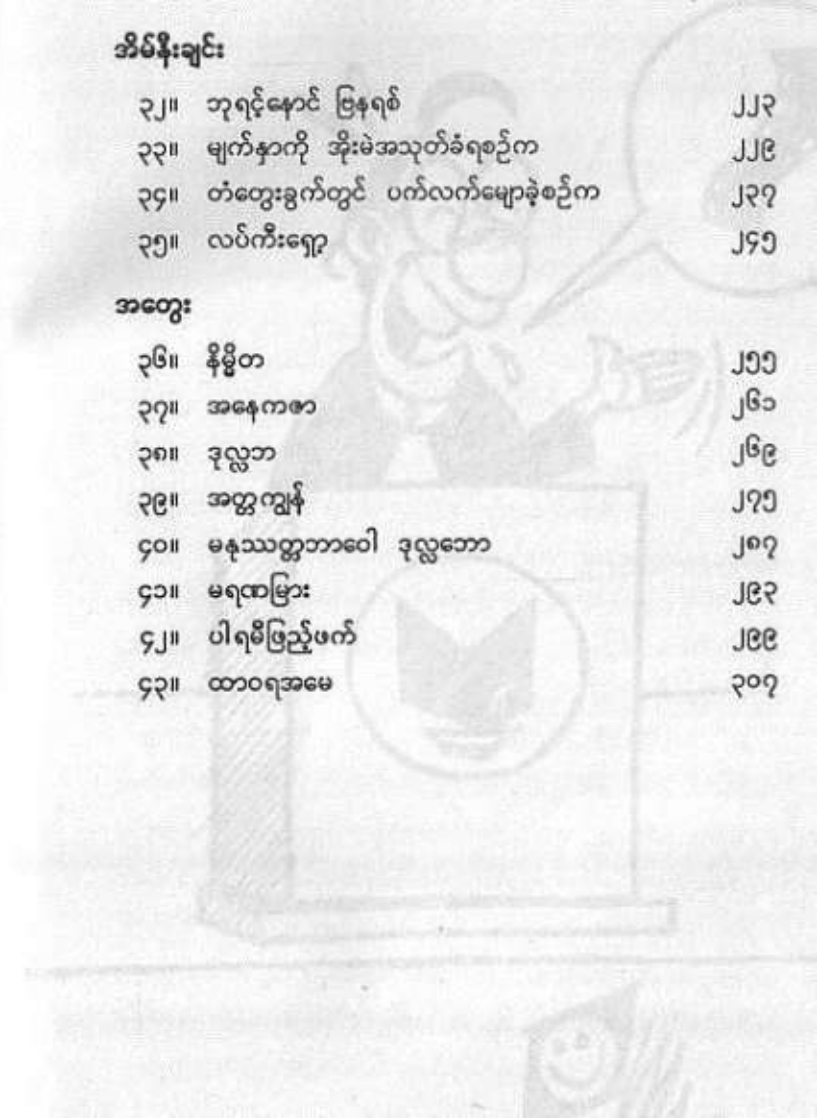 အိမ်နီးချင်း
၃၂။ ဘုရင့်နောင် ဗြနရစ် ၂၂၃
၃၃။ မျက်နှာကို အိုးမဲအသုတ်ခံရစဉ်က ၂၂၉
၃၄။ တံတွေးခွက်တွင် ပက်လက်မျောခဲ့စဉ်က ၂၃၇
၃၅။ လပ်ကီးရှော့ ၂၄၅
အတွေး
၃၆။ နိမ္မိတ ၂၅၅
၃၇။ အနေကဇာ ၂၆၁
၃၈။ ဒုလ္လဘ ၂၆၉
၃၉။ အတ္တကျွန် ၂၇၅
၄၀။ မနုဿတ္တဘာဝေါ ဒုလ္လဘော ၂၈၇
၄၁။ မရဏမြား ၂၉၃
၄၂။ ပါရမီဖြည့်ဖက် ၂၉၉
၄၃။ ထာဝရအမေ ၃၀၇